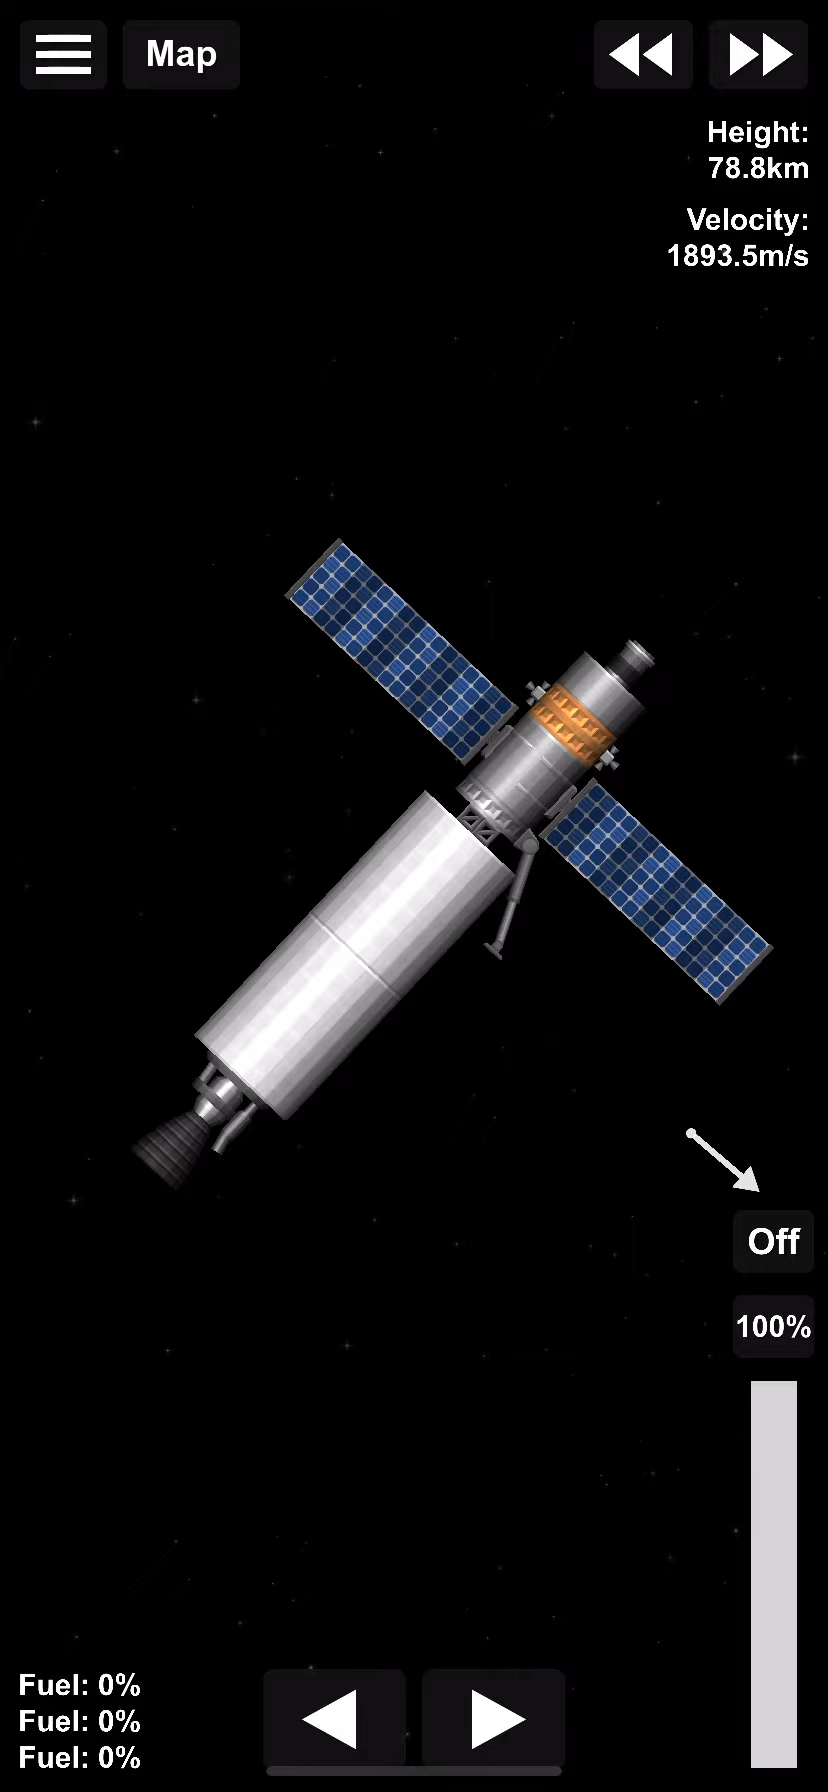 Map
Height:
78.8km
Velocity:
1893.5m/s
Off
100%
Fuel: 0%
Fuel: 0%
Fuel: 0%